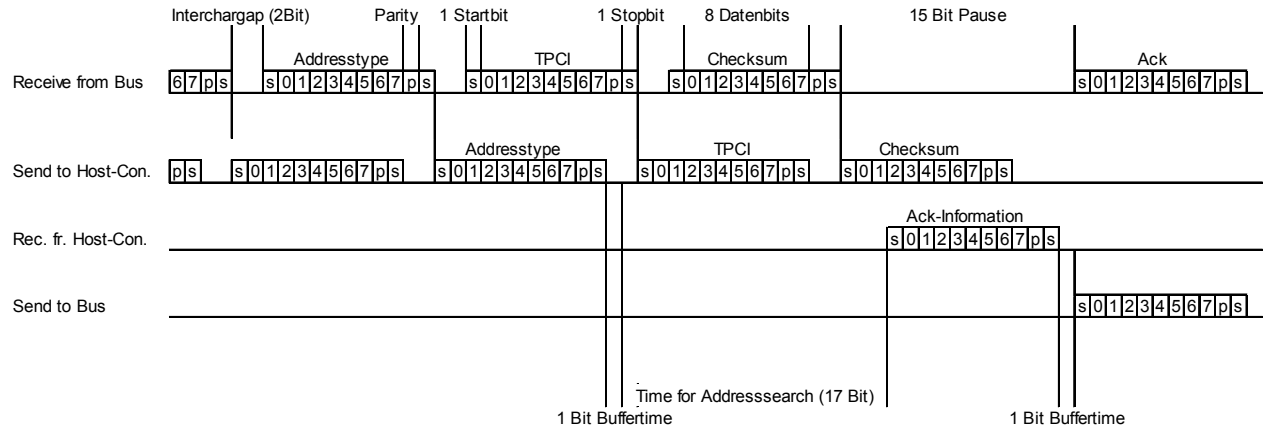 Interchargap (2Bit) Parity 1 Startbit 1 Stopbit 8 Datenbits 15 Bit Pause
Addresstype TPCI Checksum Ack
Receive from Bus 6 7 p s s 0 1 2 3 4 5 6 7 p s s 0 1 2 3 4 5 6 7 p s s 0 1 2 3 4 5 6 7 p s s 0 1 2 3 4 5 6 7 p s
Addresstype TPCI Checksum
Send to Host-Con. p s s 0 1 2 3 4 5 6 7 p s s 0 1 2 3 4 5 6 7 p s s 0 1 2 3 4 5 6 7 p s s 0 1 2 3 4 5 6 7 p s
Ack-Information
Rec. fr. Host-Con. s 0 1 2 3 4 5 6 7 p s
Send to Bus s 0 1 2 3 4 5 6 7 p s
Time for Addresssearch (17 Bit)
1 Bit Buffertime 1 Bit Buffertime